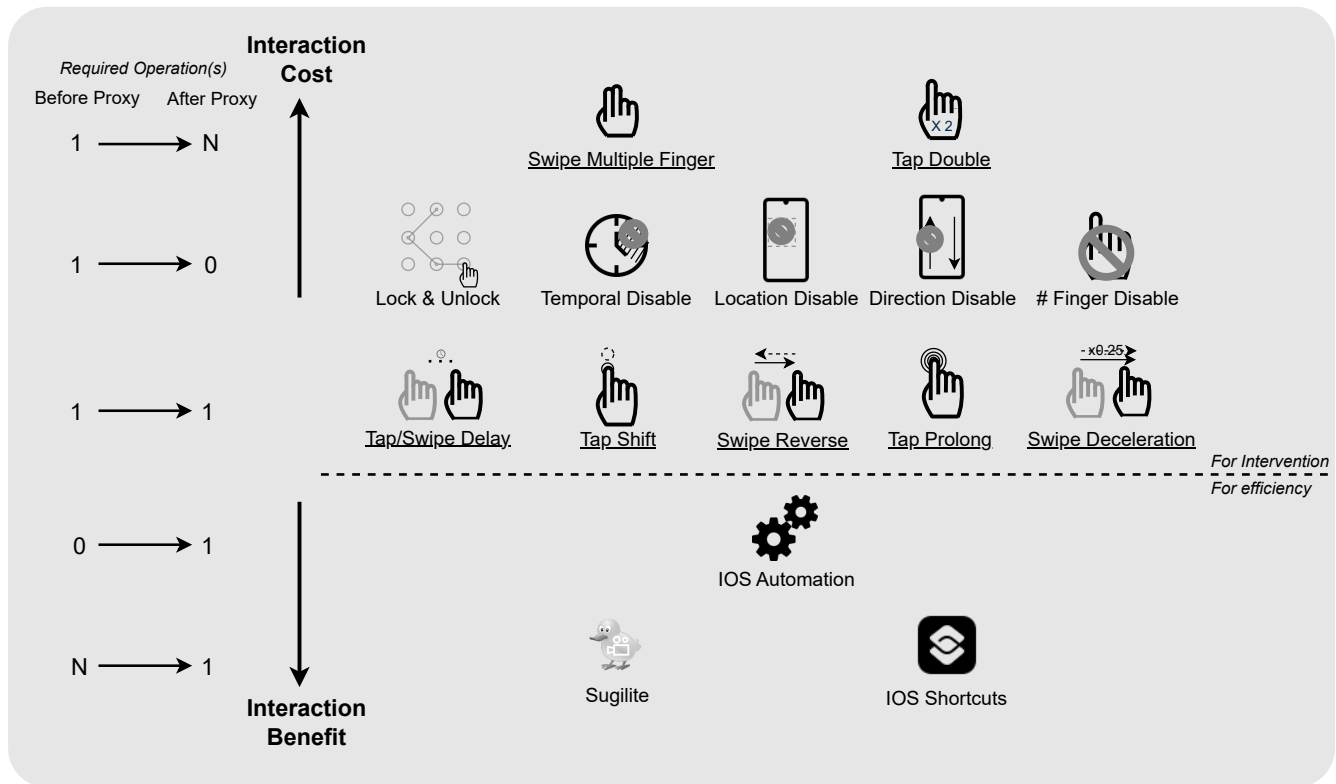 Interaction
Cost
Required Operation(s)
Before Proxy After Proxy
1 N
X 2
Swipe Multiple Finger Tap Double
1 0
Lock & Unlock Temporal Disable Location Disable Direction Disable # Finger Disable
x0.25
1 1
Tap/Swipe Delay Tap Shift Swipe Reverse Tap Prolong Swipe Deceleration
For Intervention
For efficiency
0 1
IOS Automation
N 1
Sugilite IOS Shortcuts
Interaction
Benefit